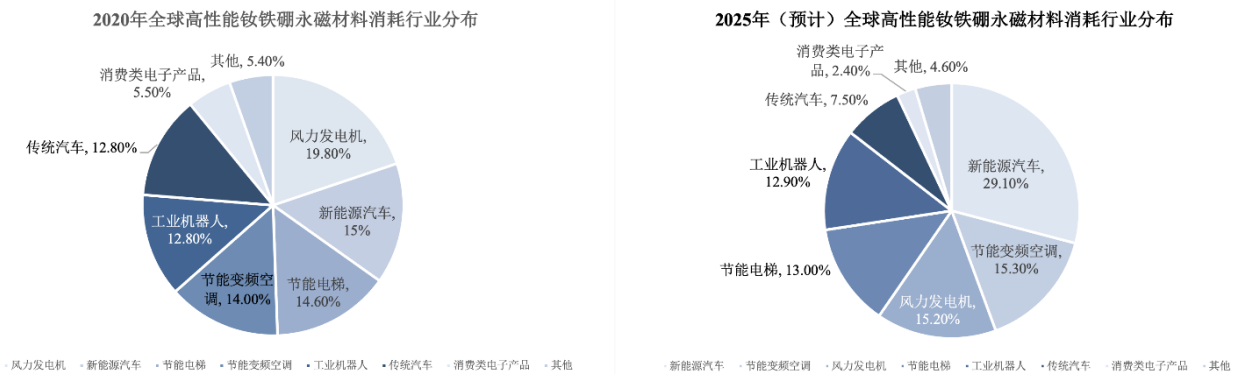 2020年全球高性能钕铁硼永磁材料消耗行业分布
其他, 5.40%
消费类电子产品,
5.50%
风力发电机,
19.80%
传统汽车, 12.80%
新能源汽车,
15%
工业机器人,
12.80%
节能变频空
调, 14.00%
节能电梯,
14.60%
风力发电机 新能源汽车 节能电梯 节能变频空调 工业机器人 传统汽车 消费类电子产品 其他
2025年（预计）全球高性能钕铁硼永磁材料消耗行业分布
消费类电子产
品, 2.40%
其他, 4.60%
传统汽车, 7.50%
新能源汽车,
29.10%
工业机器人,
12.90%
节能变频空调,
15.30%
节能电梯, 13.00%
风力发电机,
15.20%
新能源汽车 节能变频空调 风力发电机 节能电梯 工业机器人 传统汽车 消费类电子产品 其他